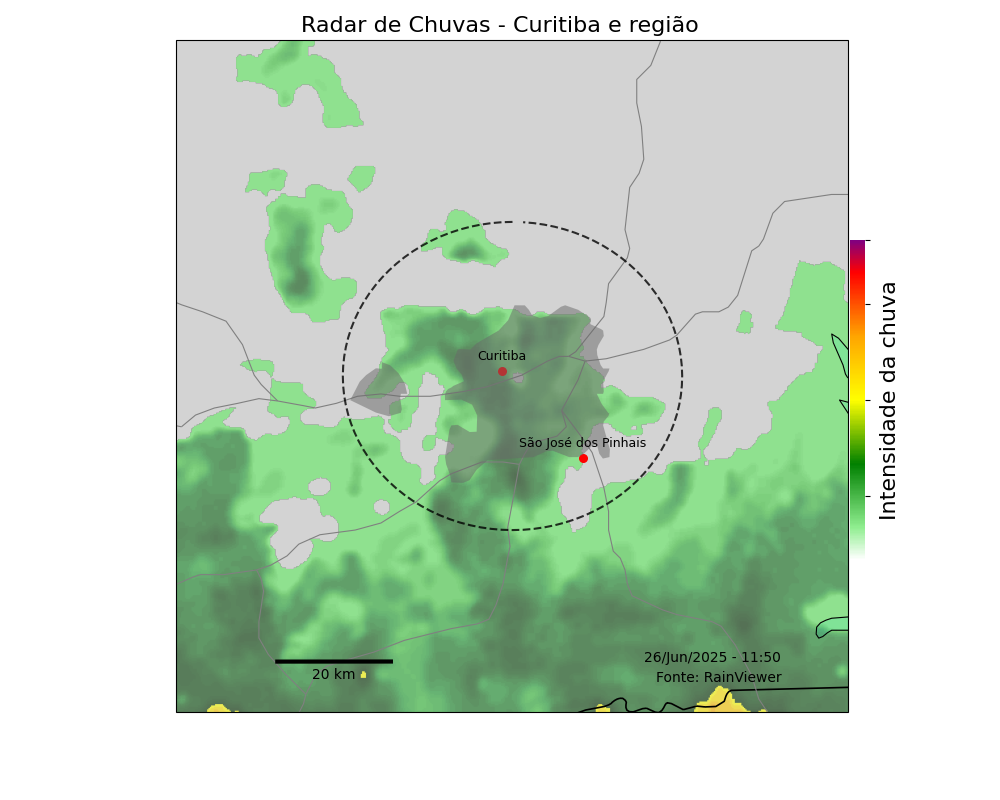 Radar de Chuvas - Curitiba e região
Curitiba
São José dos Pinhais
Intensidade da chuva
26/Jun/2025 - 11:50
20 km
Fonte: RainViewer